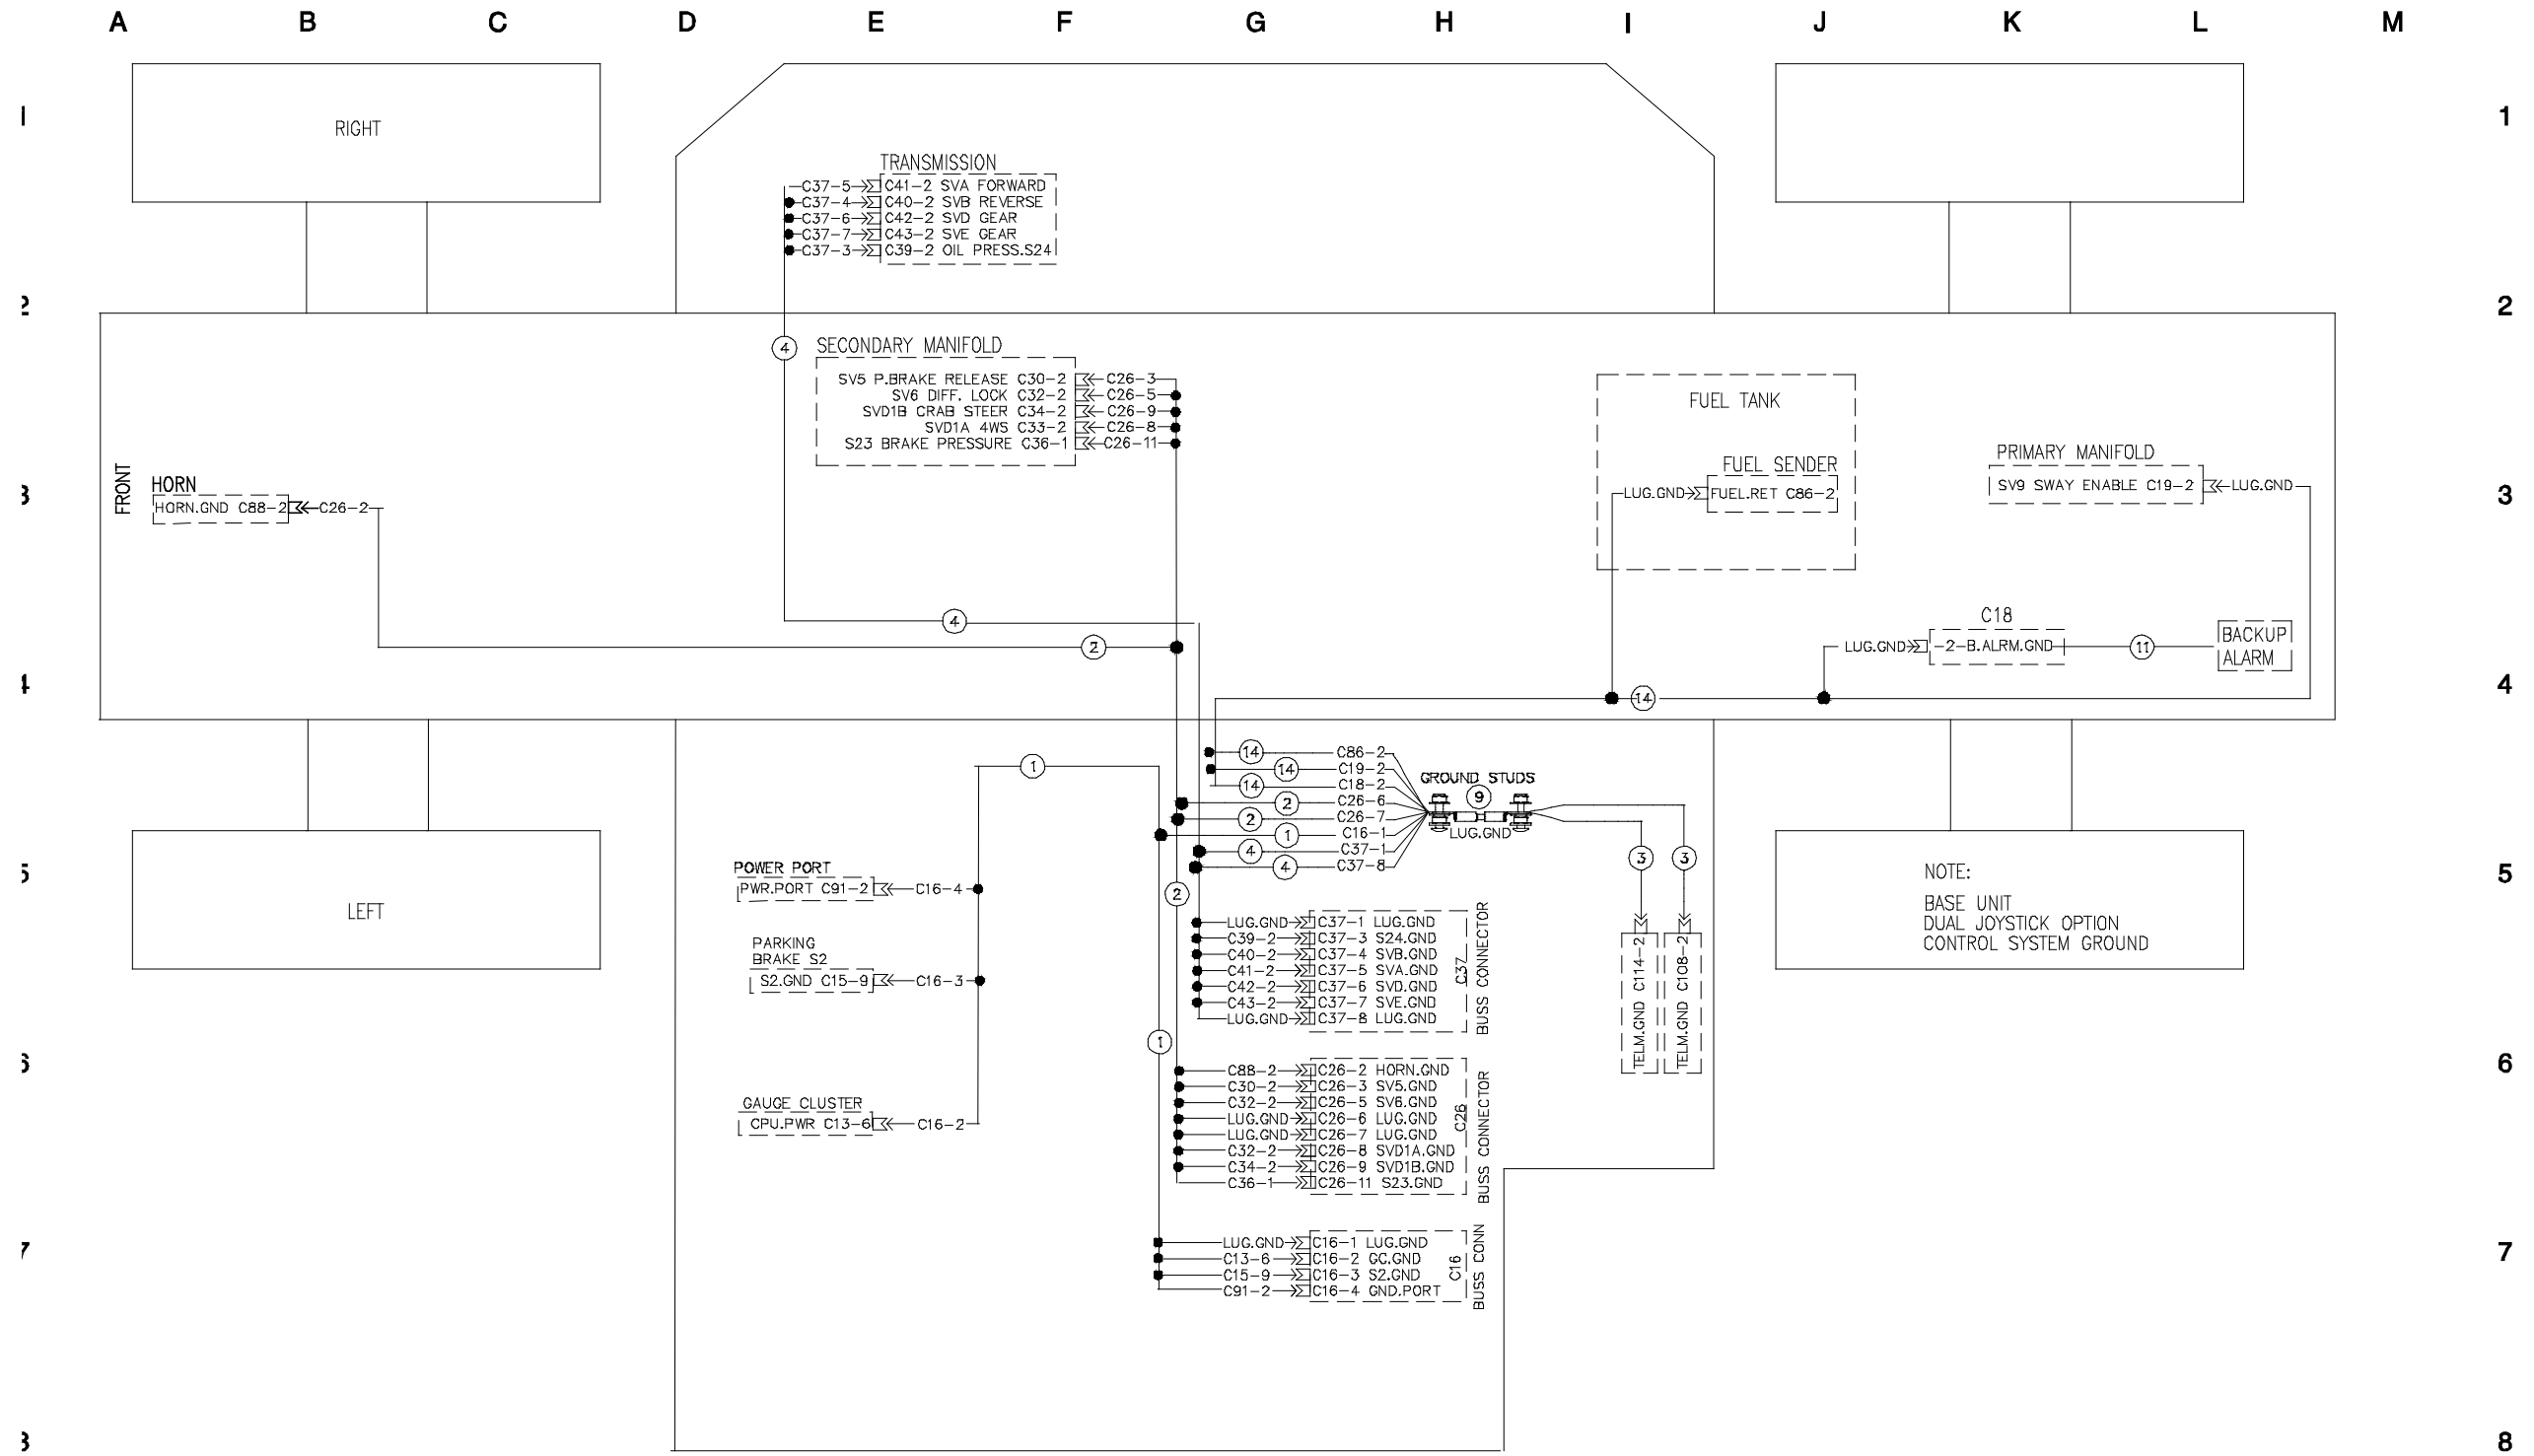 A B C D E F G H I J K L M
1 1
RIGHT
TRANSMISSION
C37-5 C41-2 SVA FORWARD
C37-4 C40-2 SVB REVERSE
C37-6 C42-2 SVD GEAR
C37-7 C43-2 SVE GEAR
C37-3 C39-2 OIL PRESS.S24
2 2
4
SECONDARY MANIFOLD
SV5 P.BRAKE RELEASE C30-2 C26-3
SV6 DIFF. LOCK C32-2 C26-5
SVD1B CRAB STEER C34-2 C26-9
SVD1A 4WS C33-2 C26-8
S23 BRAKE PRESSURE C36-1 C26-11
FUEL TANK
FUEL SENDER
LUG.GND FUEL.RET C86-2
PRIMARY MANIFOLD
SV9 SWAY ENABLE C19-2 LUG.GND
3 3
FRONT
HORN
HORN.GND C88-2 C26-2
4
2
C18
LUG.GND -2-B.ALRM.GND 11
BACKUP
ALARM
4 4
14
14 C86-2
1
14 C19-2
14 C18-2
2 C26-6
2 C26-7
1 C16-1
4 C37-1
4 C37-8
GROUND STUDS
9
LUG.GND
3 3
5 5
POWER PORT
PWR.PORT C91-2 C16-4
2
LEFT
NOTE:
BASE UNIT
DUAL JOYSTICK OPTION
CONTROL SYSTEM GROUND
PARKING
BRAKE S2
S2.GND C15-9 C16-3
LUG.GND C37-1 LUG.GND
C39-2 C37-3 S24.GND
C40-2 C37-4 SVB.GND
C41-2 C37-5 SVA.GND
C42-2 C37-6 SVD.GND
C43-2 C37-7 SVE.GND
LUG.GND C37-8 LUG.GND
C37
BUSS CONNECTOR
TELM.GND C114-2
TELM.GND C108-2
1
6 6
GAUGE CLUSTER
CPU.PWR C13-6 C16-2
C88-2 C26-2 HORN.GND
C30-2 C26-3 SV5.GND
C32-2 C26-5 SV6.GND
LUG.GND C26-6 LUG.GND
LUG.GND C26-7 LUG.GND
C32-2 C26-8 SVD1A.GND
C34-2 C26-9 SVD1B.GND
C36-1 C26-11 S23.GND
C26
BUSS CONNECTOR
7 7
LUG.GND C16-1 LUG.GND
C13-6 C16-2 GC.GND
C15-9 C16-3 S2.GND
C91-2 C16-4 GND.PORT
C16
BUSS CONN
8 8